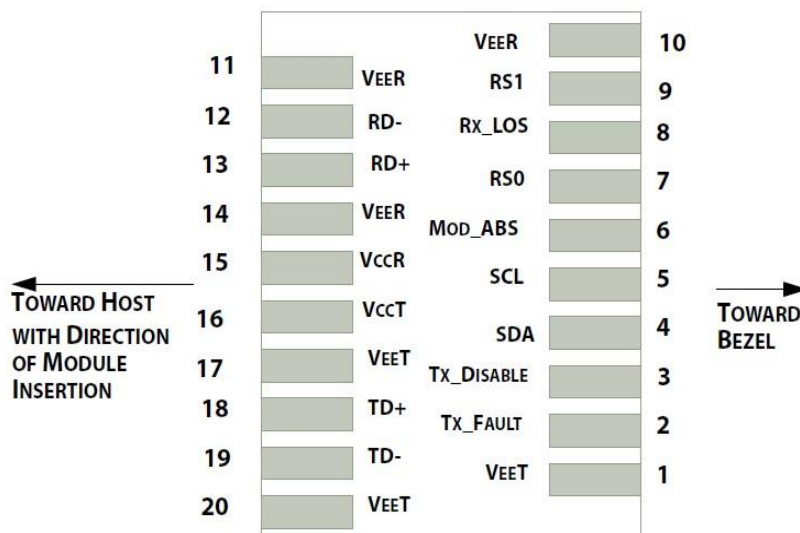 VEER 10
11 VEER
RS1 9
12 RD-
RX_LOS 8
13 RD+
RS0 7
14 VEER
MOD_ABS 6
15 VCCR
SCL 5
TOWARD HOST
WITH DIRECTION
OF MODULE
INSERTION
16 VCCT
SDA 4
TOWARD
BEZEL
17 VEET
TX_DISABLE 3
18 TD+
TX_FAULT 2
19 TD-
VEET 1
20 VEET